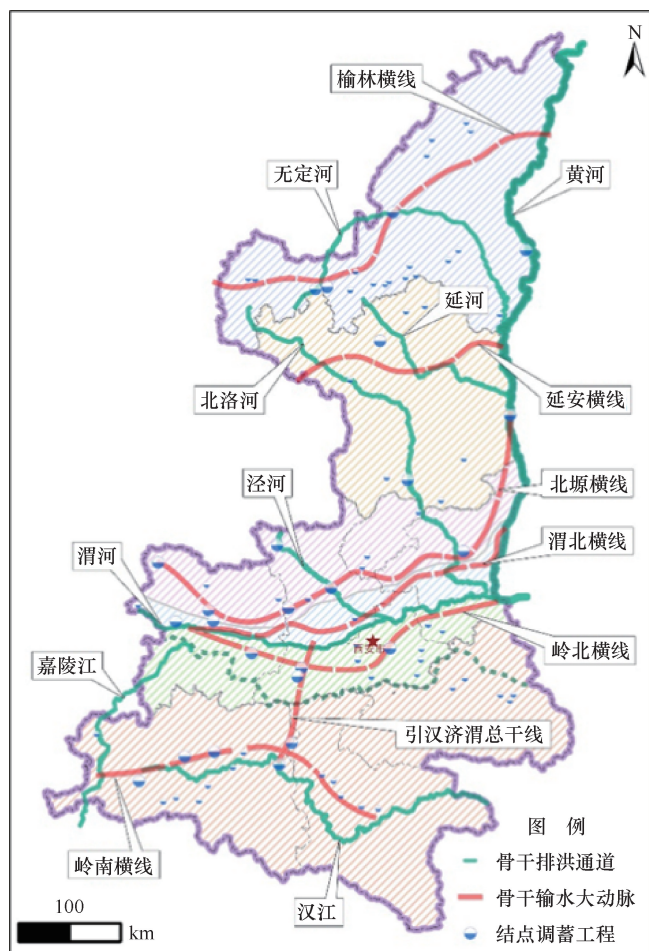 N
榆林横线
无定河
黄河
延河
北洛河
延安横线
泾河
北塬横线
渭北横线
渭河
西安市
岭北横线
嘉陵江
引汉济渭总干线
图 例
骨干排洪通道
岭南横线
骨干输水大动脉
100
km
汉江
结点调蓄工程